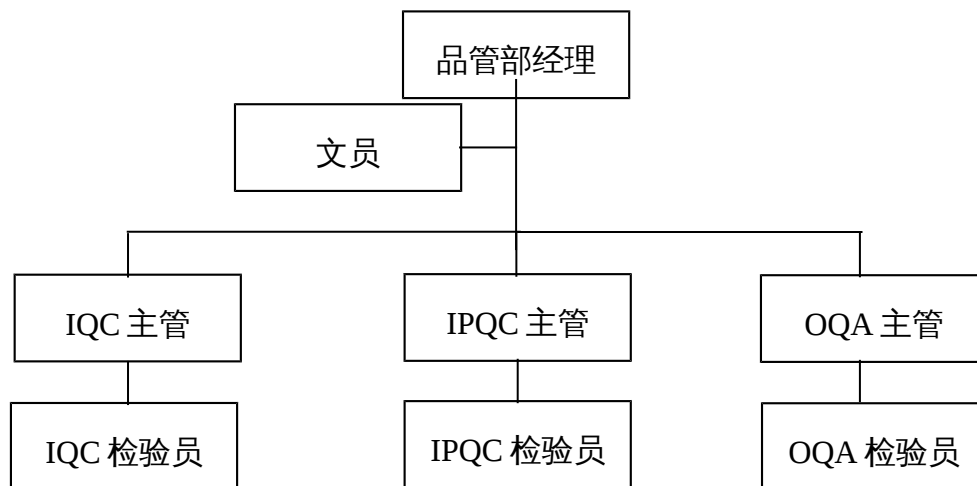 品管部经理
文员
IQC 主管
IPQC 主管
OQA 主管
IQC 检验员
IPQC 检验员
OQA 检验员